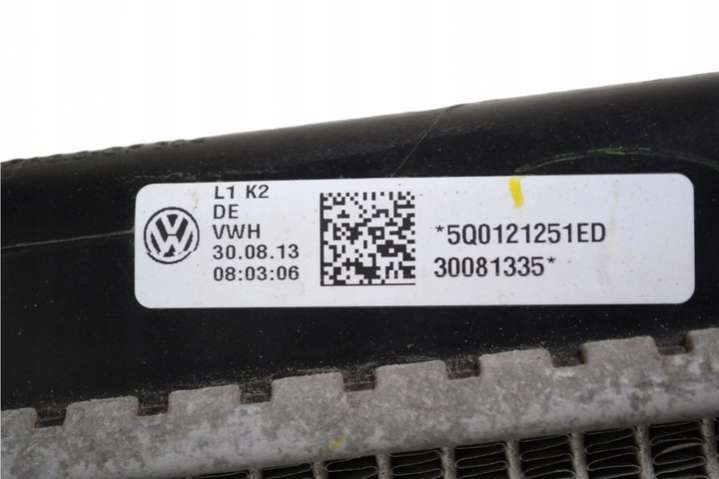 L1 K2
DE
VWH
30.08.13
08:03:06
*5Q0121251ED
30081335*